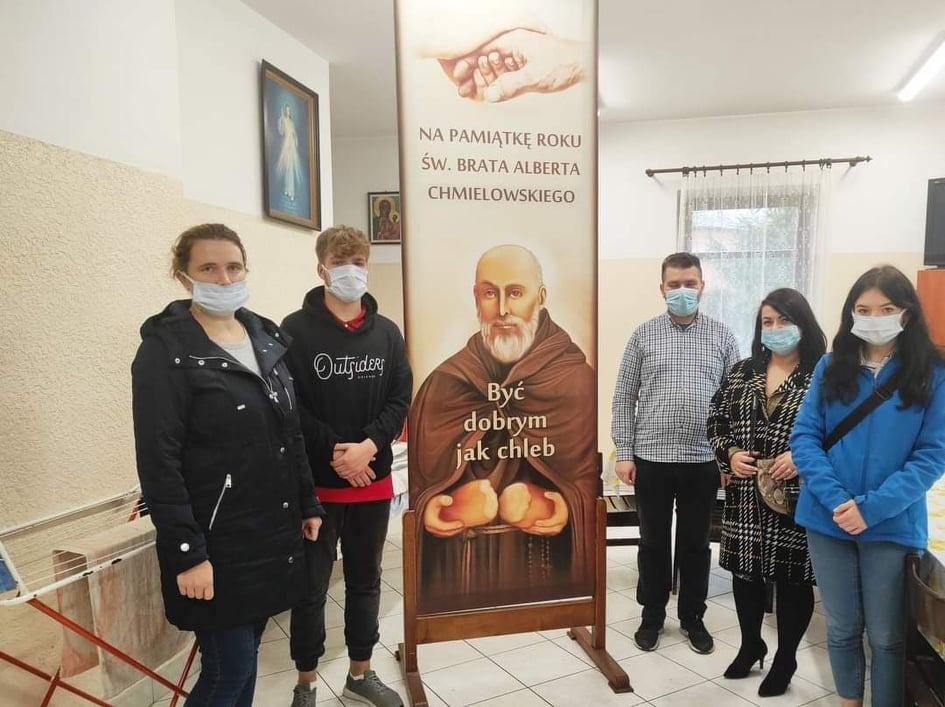 NA PAMIĄTKĘ ROKU
ŚW. BRATA ALBERTA
CHMIELOWSKIEGO
Być
dobrym
jak chleb
Outsiders